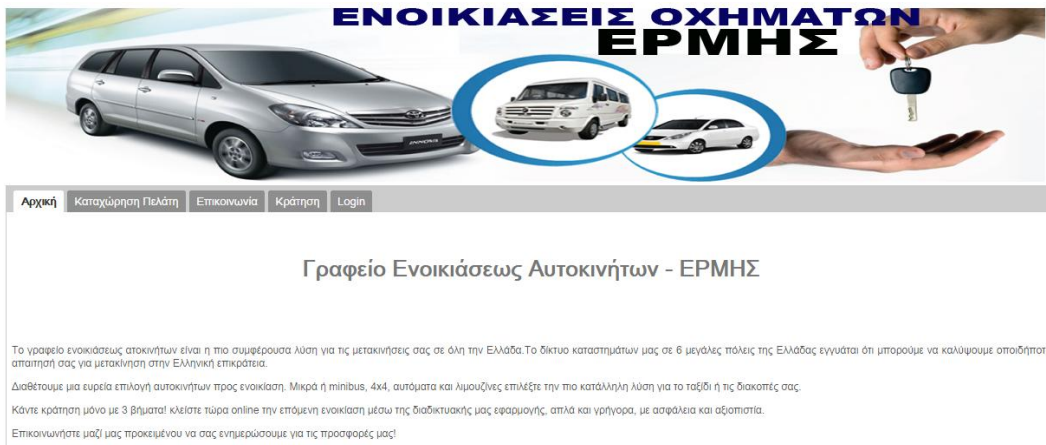 ΕΝΟΙΚΙΑΣΕΙΣ ΟΧΗΜΑΤΩΝ
ΕΡΜΗΣ
Αρχική Καταχώρηση Πελάτη Επικοινωνία Κράτηση Login
Γραφείο Ενοικιάσεως Αυτοκινήτων - ΕΡΜΗΣ
Το γραφείο ενοικιάσεως ατοκινήτων είναι η πιο συμφέρουσα λύση για τις μετακινήσεις σας σε όλη την Ελλάδα.Το δίκτυο καταστημάτων μας σε 6 μεγάλες πόλεις της Ελλάδας εγγυάται ότι μπορούμε να καλύψουμε οποιδήποτ
απαιτησή σας για μετακίνηση στην Ελληνική επικράτεια.
Διαθέτουμε μια ευρεία επιλογή αυτοκινήτων προς ενοικίαση. Μικρά ή minibus, 4x4, αυτόματα και λιμουζίνες επιλέξτε την πιο κατάλληλη λύση για το ταξίδι ή τις διακοπές σας.
Κάντε κράτηση μόνο με 3 βήματα! κλείστε τώρα online την επόμενη ενοικίαση μέσω της διαδικτυακής μας εφαρμογής, απλά και γρήγορα, με ασφάλεια και αξιοπιστία.
Επικοινωνήστε μαζί μας προκειμένου να σας ενημερώσουμε για τις προσφορές μας!